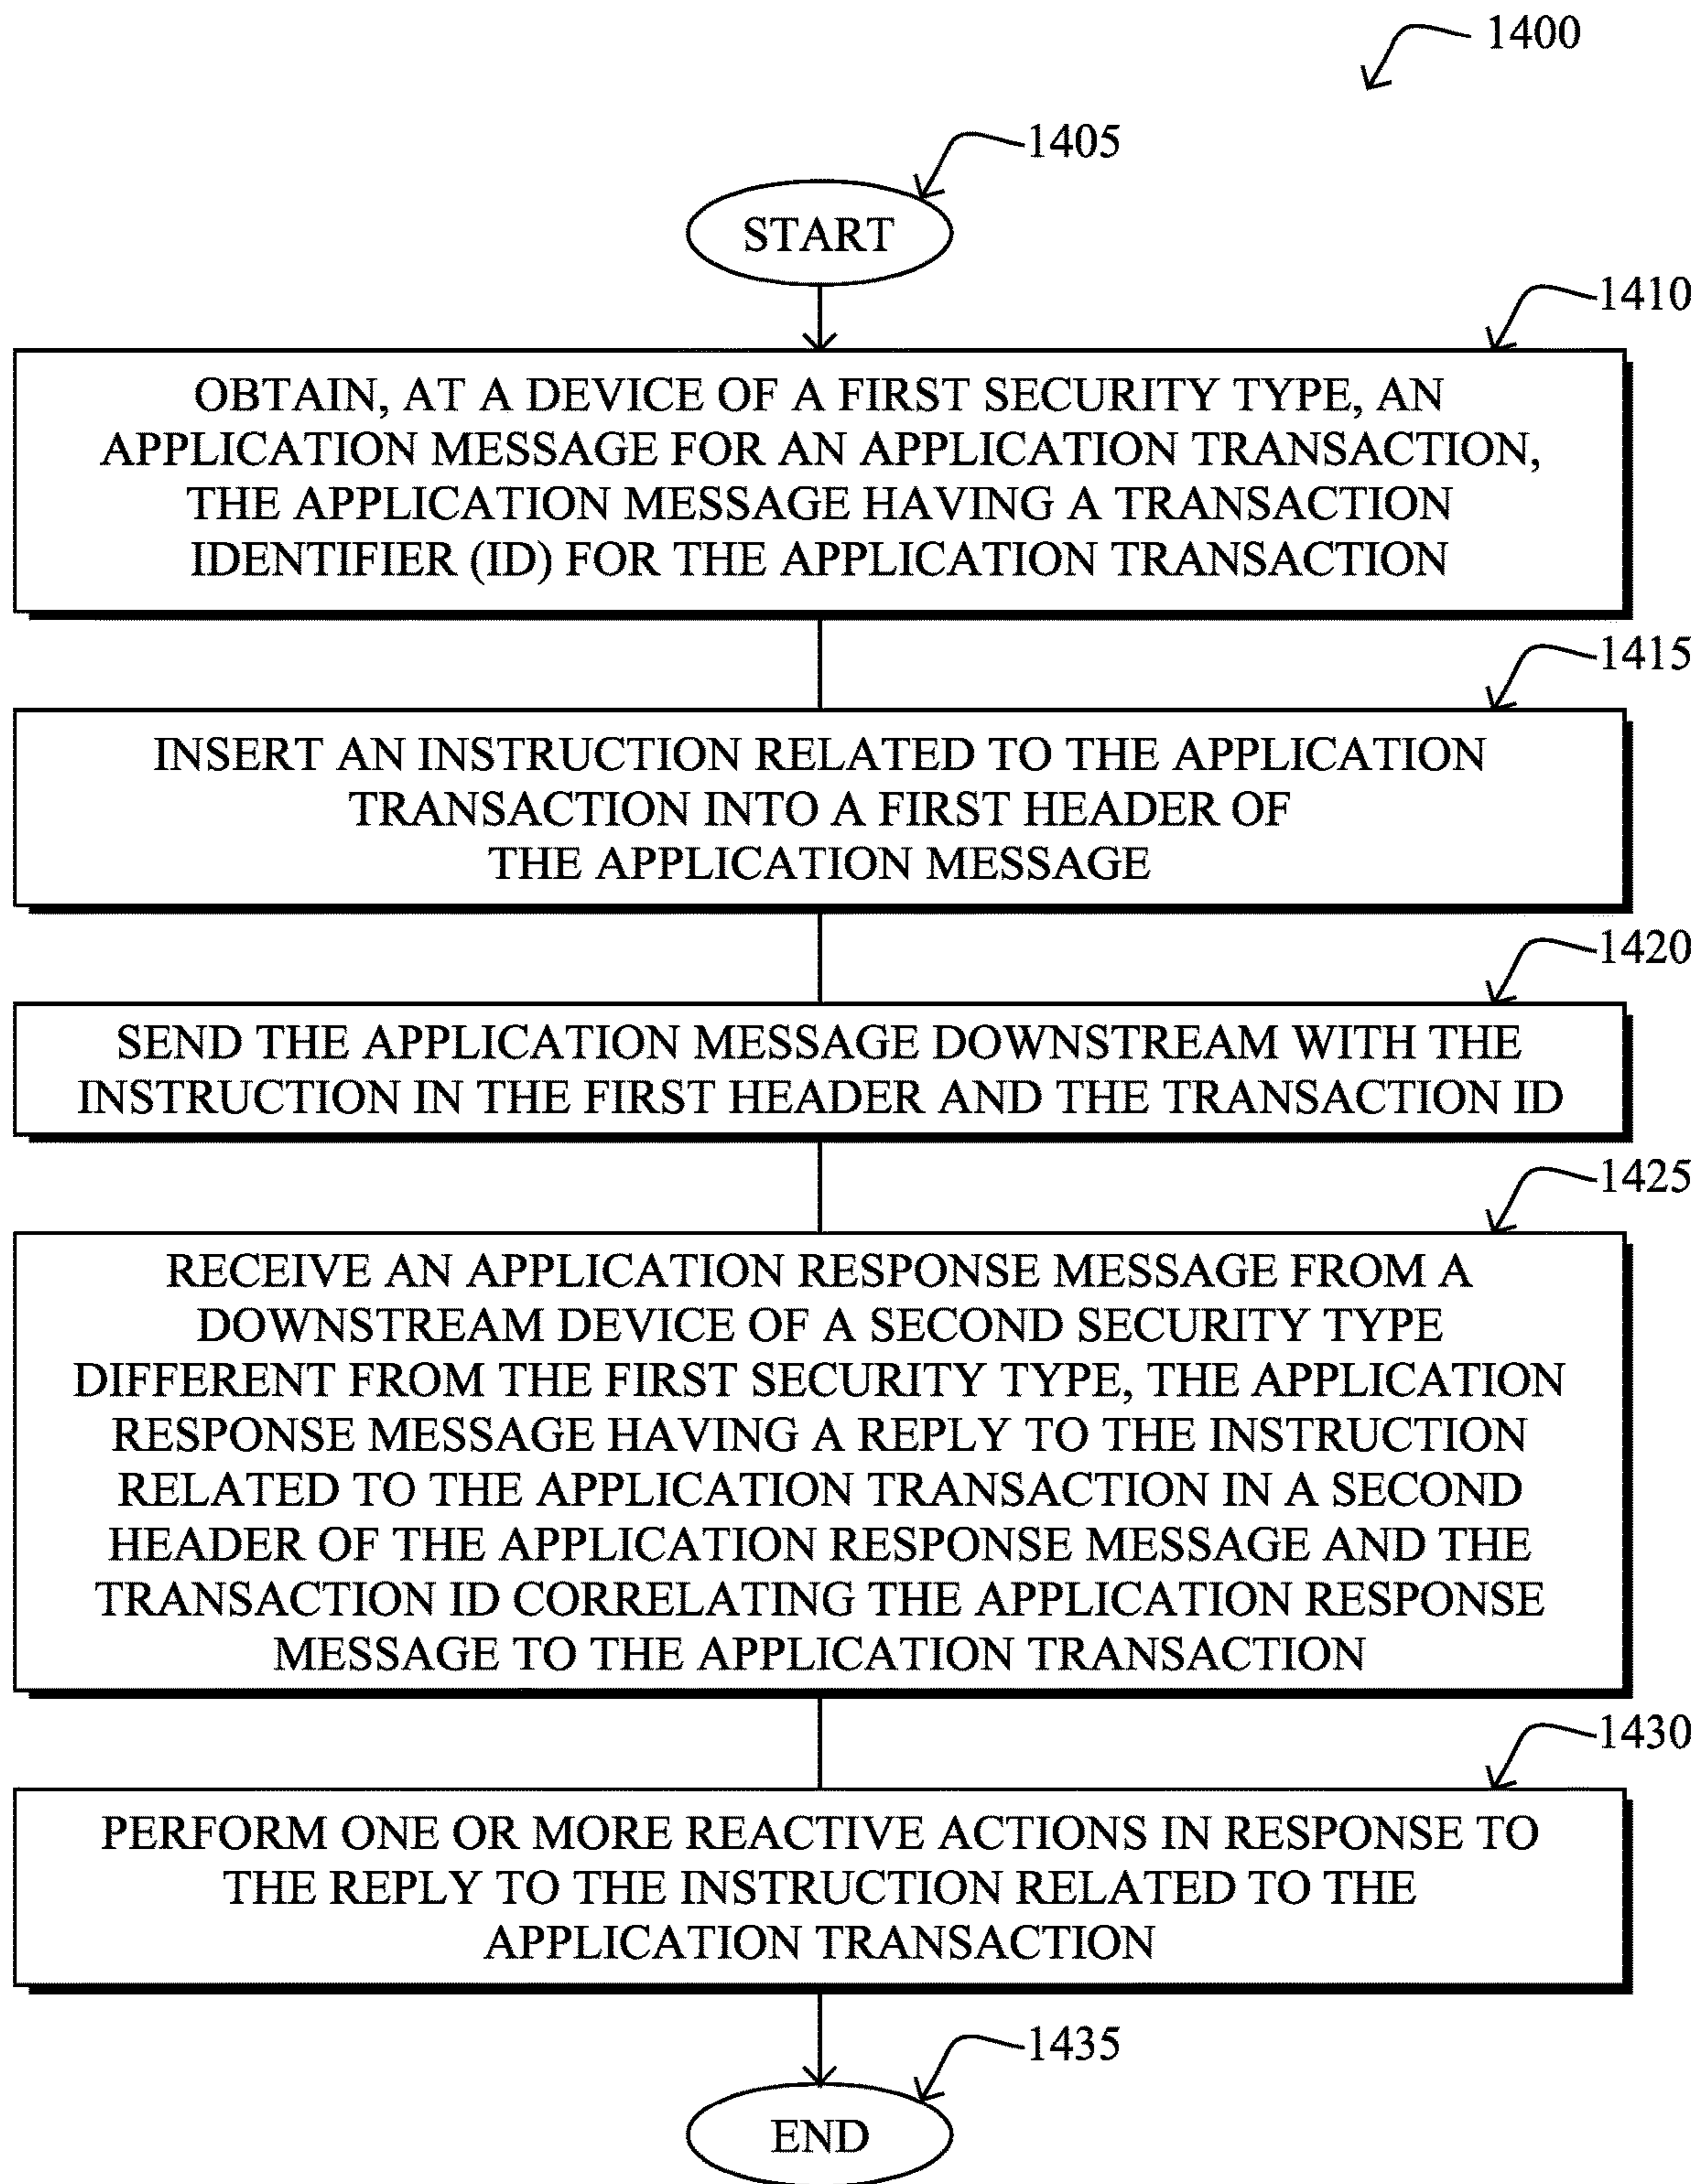 1400
1405
START
1410
OBTAIN, AT A DEVICE OF A FIRST SECURITY TYPE, AN
APPLICATION MESSAGE FOR AN APPLICATION TRANSACTION,
THE APPLICATION MESSAGE HAVING A TRANSACTION
IDENTIFIER (ID) FOR THE APPLICATION TRANSACTION
1415
INSERT AN INSTRUCTION RELATED TO THE APPLICATION
TRANSACTION INTO A FIRST HEADER OF
THE APPLICATION MESSAGE
1420
SEND THE APPLICATION MESSAGE DOWNSTREAM WITH THE
INSTRUCTION IN THE FIRST HEADER AND THE TRANSACTION ID
1425
RECEIVE AN APPLICATION RESPONSE MESSAGE FROM A
DOWNSTREAM DEVICE OF A SECOND SECURITY TYPE
DIFFERENT FROM THE FIRST SECURITY TYPE, THE APPLICATION
RESPONSE MESSAGE HAVING A REPLY TO THE INSTRUCTION
RELATED TO THE APPLICATION TRANSACTION IN A SECOND
HEADER OF THE APPLICATION RESPONSE MESSAGE AND THE
TRANSACTION ID CORRELATING THE APPLICATION RESPONSE
MESSAGE TO THE APPLICATION TRANSACTION
1430
PERFORM ONE OR MORE REACTIVE ACTIONS IN RESPONSE TO
THE REPLY TO THE INSTRUCTION RELATED TO THE
APPLICATION TRANSACTION
1435
END